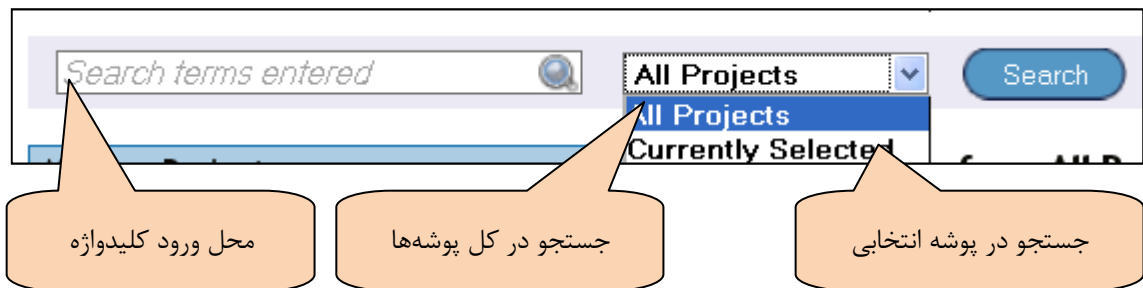 Search terms entered
All Projects
Search
All Projects
Currently Selected
محل ورود کلیدواژه
جستجو در کل پوشه‌ها
جستجو در پوشه انتخابی